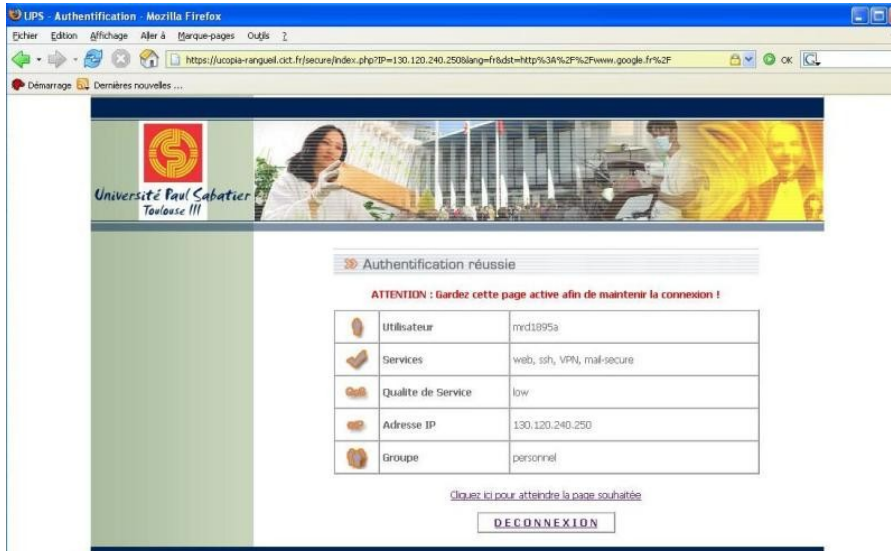 UPS - Authentification - Mozilla Firefox
Fichier Edition Affichage Aller à Marque-pages Outils ?
https://ucopia-rangueil.cict.fr/secure/index.php?IP=130.120.240.250&lang=fr&dst=http%3A%2F%2Fwww.google.fr%2F OK G
Démarrage Dernières nouvelles ...
Université Paul Sabatier
Toulouse III
Authentification réussie
ATTENTION : Gardez cette page active afin de maintenir la connexion !
Utilisateur mrd1895a
Services web, ssh, VPN, mail-secure
Qualite de Service low
Adresse IP 130.120.240.250
Groupe personnel
Cliquez ici pour atteindre la page souhaitée
DECONNEXION